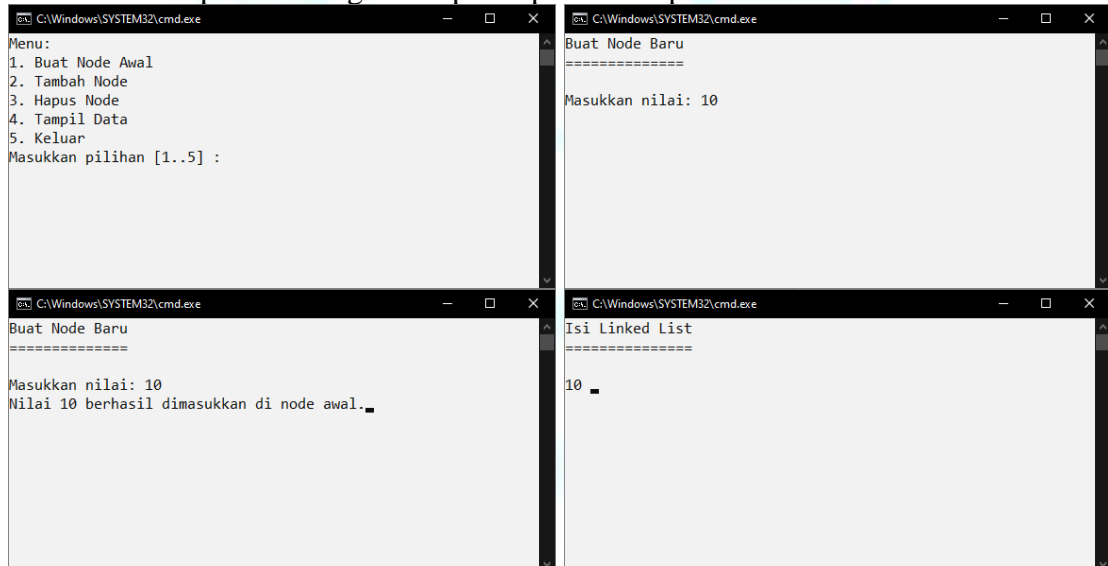 C:\Windows\SYSTEM32\cmd.exe
Menu:
1. Buat Node Awal
2. Tambah Node
3. Hapus Node
4. Tampil Data
5. Keluar
Masukkan pilihan [1..5] :
C:\Windows\SYSTEM32\cmd.exe
Buat Node Baru
==============
Masukkan nilai: 10
C:\Windows\SYSTEM32\cmd.exe
Buat Node Baru
==============
Masukkan nilai: 10
Nilai 10 berhasil dimasukkan di node awal.
C:\Windows\SYSTEM32\cmd.exe
Isi Linked List
===============
10